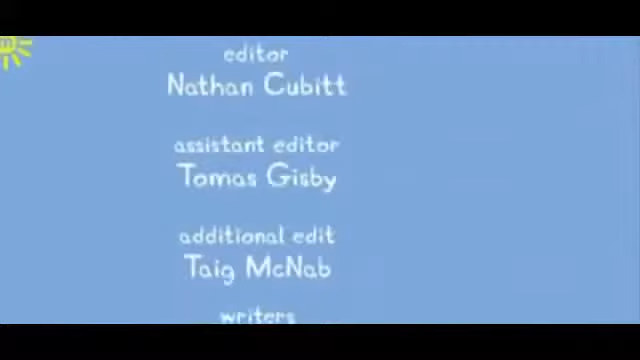 editor
Nathan Cubitt
assistant editor
Tomas Gisby
additional edit
Taig McNab
writers